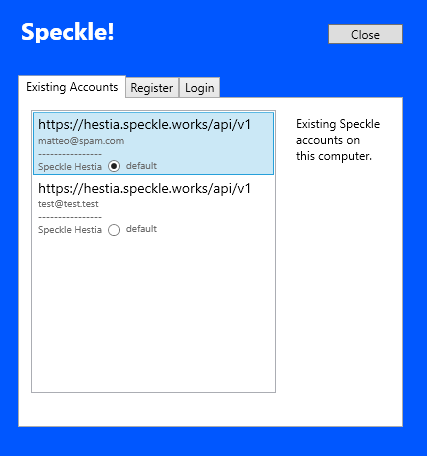 Speckle!
Close
Existing Accounts
Register
Login
https://hestia.speckle.works/api/v1
matteo@spam.com
----------------
Speckle Hestia default
https://hestia.speckle.works/api/v1
test@test.test
----------------
Speckle Hestia default
Existing Speckle
accounts on
this computer.